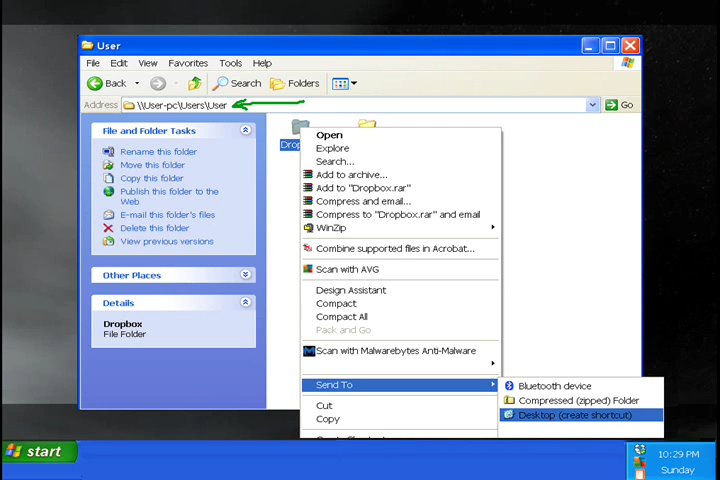 User
File Edit View Favorites Tools Help
Back Search Folders
Address \\User-pc\Users\User Go
File and Folder Tasks
Rename this folder
Move this folder
Copy this folder
Publish this folder to the
Web
E-mail this folder's files
Delete this folder
View previous versions
Other Places
Details
Dropbox
File Folder
Open
Explore
Search...
Add to archive...
Add to "Dropbox.rar"
Compress and email...
Compress to "Dropbox.rar" and email
WinZip
Combine supported files in Acrobat...
Scan with AVG
Design Assistant
Compact
Compact All
Pack and Go
Scan with Malwarebytes Anti-Malware
Send To
Cut
Copy
Bluetooth device
Compressed (zipped) Folder
Desktop (create shortcut)
start
10:29 PM
Sunday